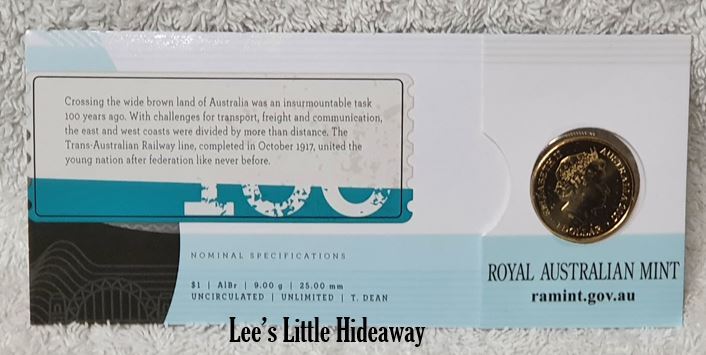 Crossing the wide brown land of Australia was an insurmountable task
100 years ago. With challenges for transport, freight and communication,
the east and west coasts were divided by more than distance. The
Trans-Australian Railway line, completed in October 1917, united the
young nation after federation like never before.
100
NOMINAL SPECIFICATIONS
$1 | AlBr | 9.00 g | 25.00 mm
UNCIRCULATED | UNLIMITED | T. DEAN
AUSTRALIA
ROYAL AUSTRALIAN MINT
ramint.gov.au
Lee's Little Hideaway